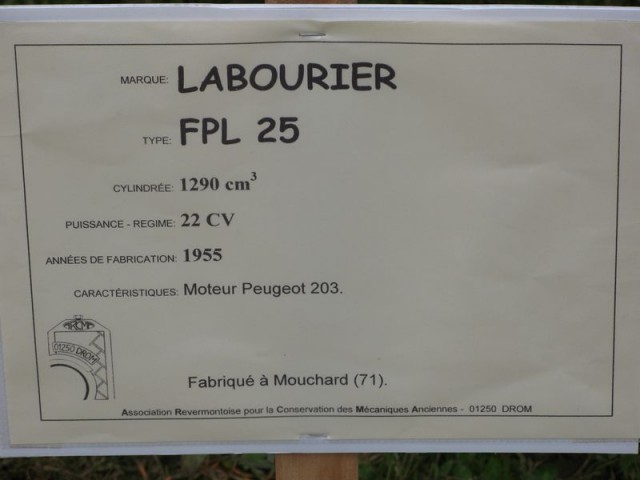 MARQUE: LABOURIER
TYPE: FPL 25
CYLINDRÉE: 1290 cm³
PUISSANCE - REGIME: 22 CV
ANNÉES DE FABRICATION: 1955
CARACTÉRISTIQUES: Moteur Peugeot 203.
ARCMA
01250 DROM
Fabriqué à Mouchard (71).
Association Revermontoise pour la Conservation des Mécaniques Anciennes - 01250 DROM